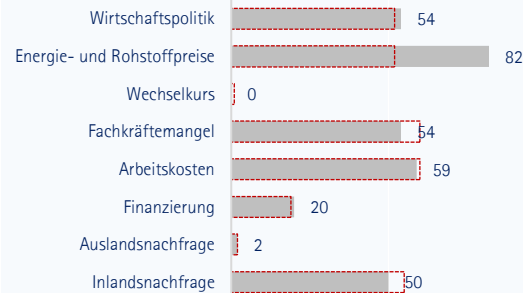 Wirtschaftspolitik 54
Energie- und Rohstoffpreise 82
Wechselkurs 0
Fachkräftemangel 54
Arbeitskosten 59
Finanzierung 20
Auslandsnachfrage 2
Inlandsnachfrage 50